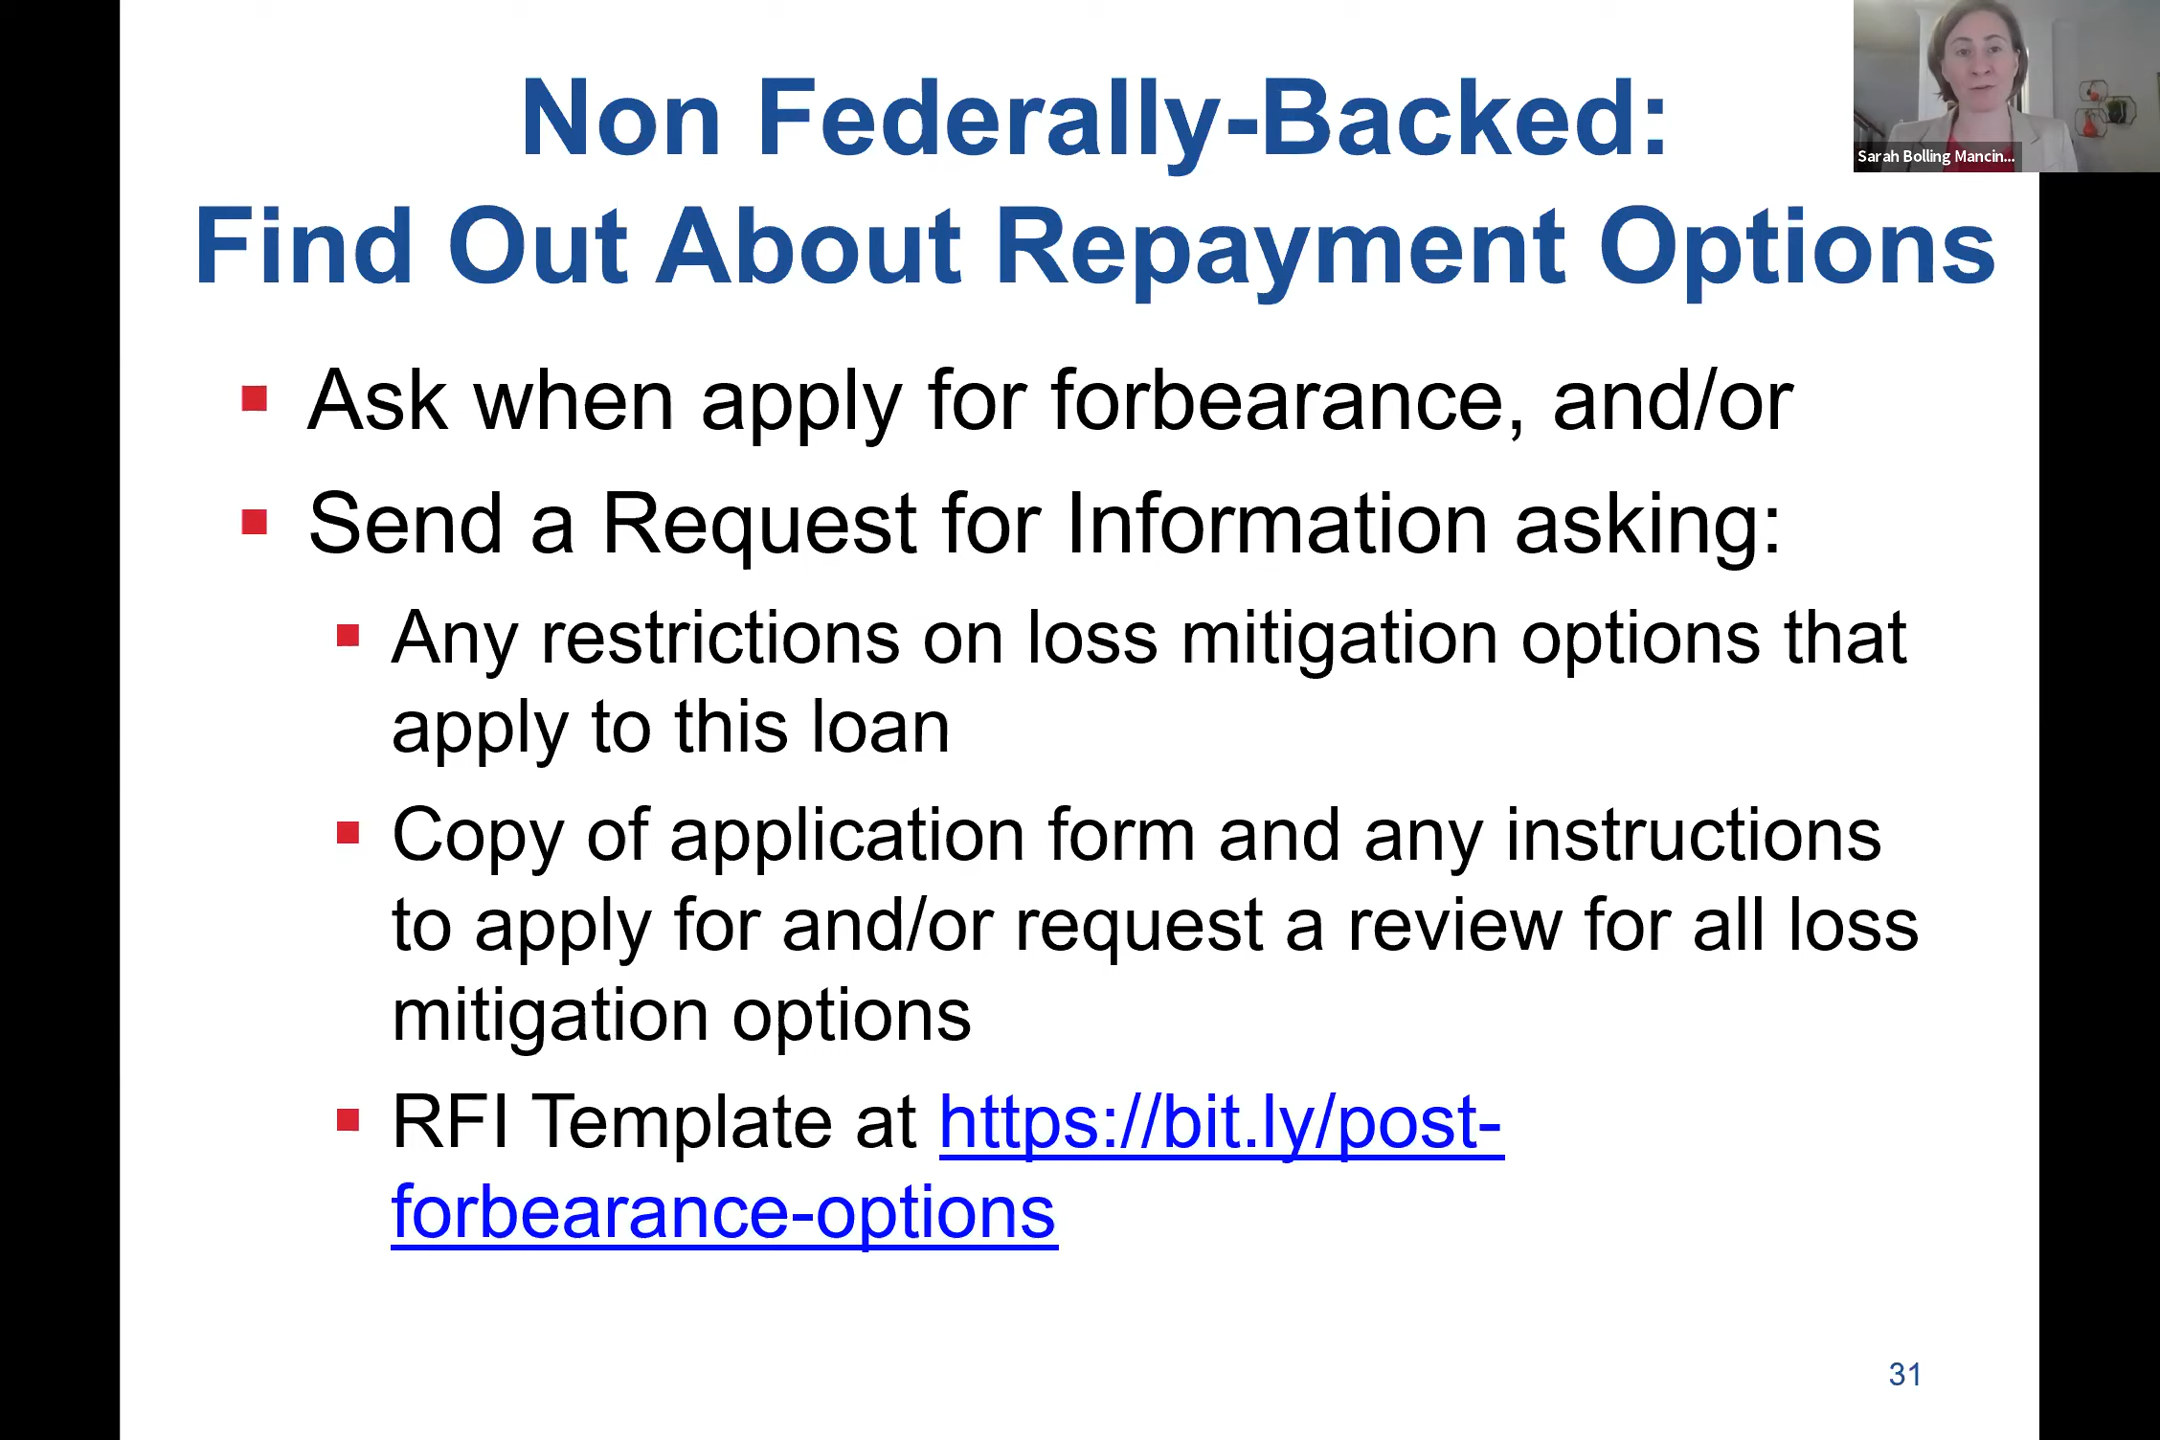 Non Federally-Backed:
Find Out About Repayment Options
Sarah Bolling Mancin...
Ask when apply for forbearance, and/or
Send a Request for Information asking:
Any restrictions on loss mitigation options that
apply to this loan
Copy of application form and any instructions
to apply for and/or request a review for all loss
mitigation options
RFI Template at https://bit.ly/post-
forbearance-options
31